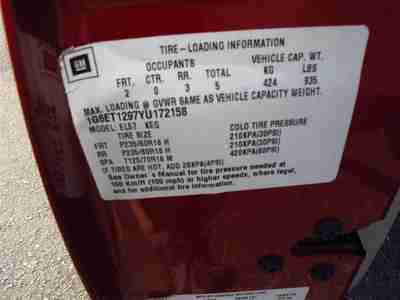 GM
TIRE-LOADING INFORMATION
OCCUPANTS VEHICLE CAP. WT.
FRT. CTR. RR. TOTAL KG LBS
2 0 3 5 424 935
MAX. LOADING @ GVWR SAME AS VEHICLE CAPACITY WEIGHT.
1G6ET1297YU172158
TIRE SIZE COLD TIRE PRESSURE
FRT P235/60R16 H 210KPA(30PSI)
RR P235/60R16 H 210KPA(30PSI)
SPA T125/70R16 M 420KPA(60PSI)
IF TIRES ARE HOT, ADD 28KPA(4PSI)
See Owner's Manual for tire pressure needed at
160 Km/H (100 mph) or higher speeds, where legal,
and for additional tire information.